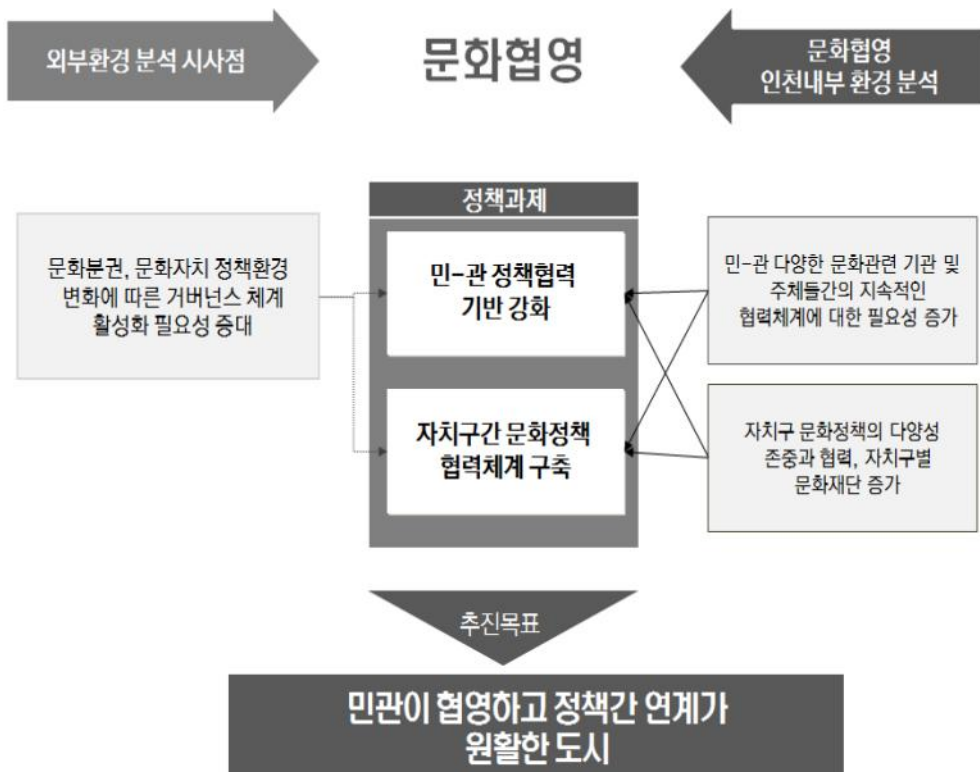 외부환경 분석 시사점
문화협영
문화협영
인천내부 환경 분석
정책과제
문화분권, 문화자치 정책환경
변화에 따른 거버넌스 체계
활성화 필요성 증대
민-관 정책협력
기반 강화
민-관 다양한 문화관련 기관 및
주체들간의 지속적인
협력체계에 대한 필요성 증가
자치구간 문화정책
협력체계 구축
자치구 문화정책의 다양성
존중과 협력, 자치구별
문화재단 증가
추진목표
민관이 협영하고 정책간 연계가
원활한 도시